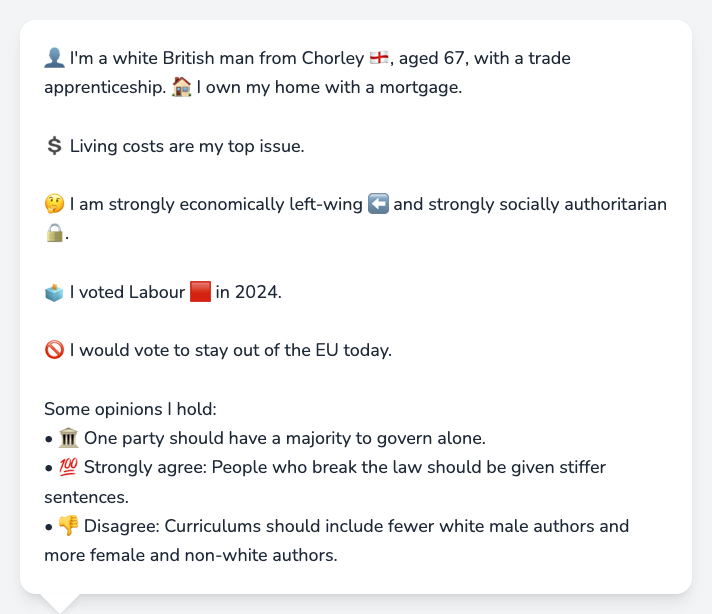 👤 I'm a white British man from Chorley 🏴󠁧󠁢󠁥󠁮󠁧󠁿, aged 67, with a trade
apprenticeship. 🏠 I own my home with a mortgage.
💲 Living costs are my top issue.
🤔 I am strongly economically left-wing ⬅️ and strongly socially authoritarian
🔒.
🗳️ I voted Labour 🟥 in 2024.
🚫 I would vote to stay out of the EU today.
Some opinions I hold:
• 🏛️ One party should have a majority to govern alone.
• 💯 Strongly agree: People who break the law should be given stiffer
sentences.
• 👎 Disagree: Curriculums should include fewer white male authors and
more female and non-white authors.